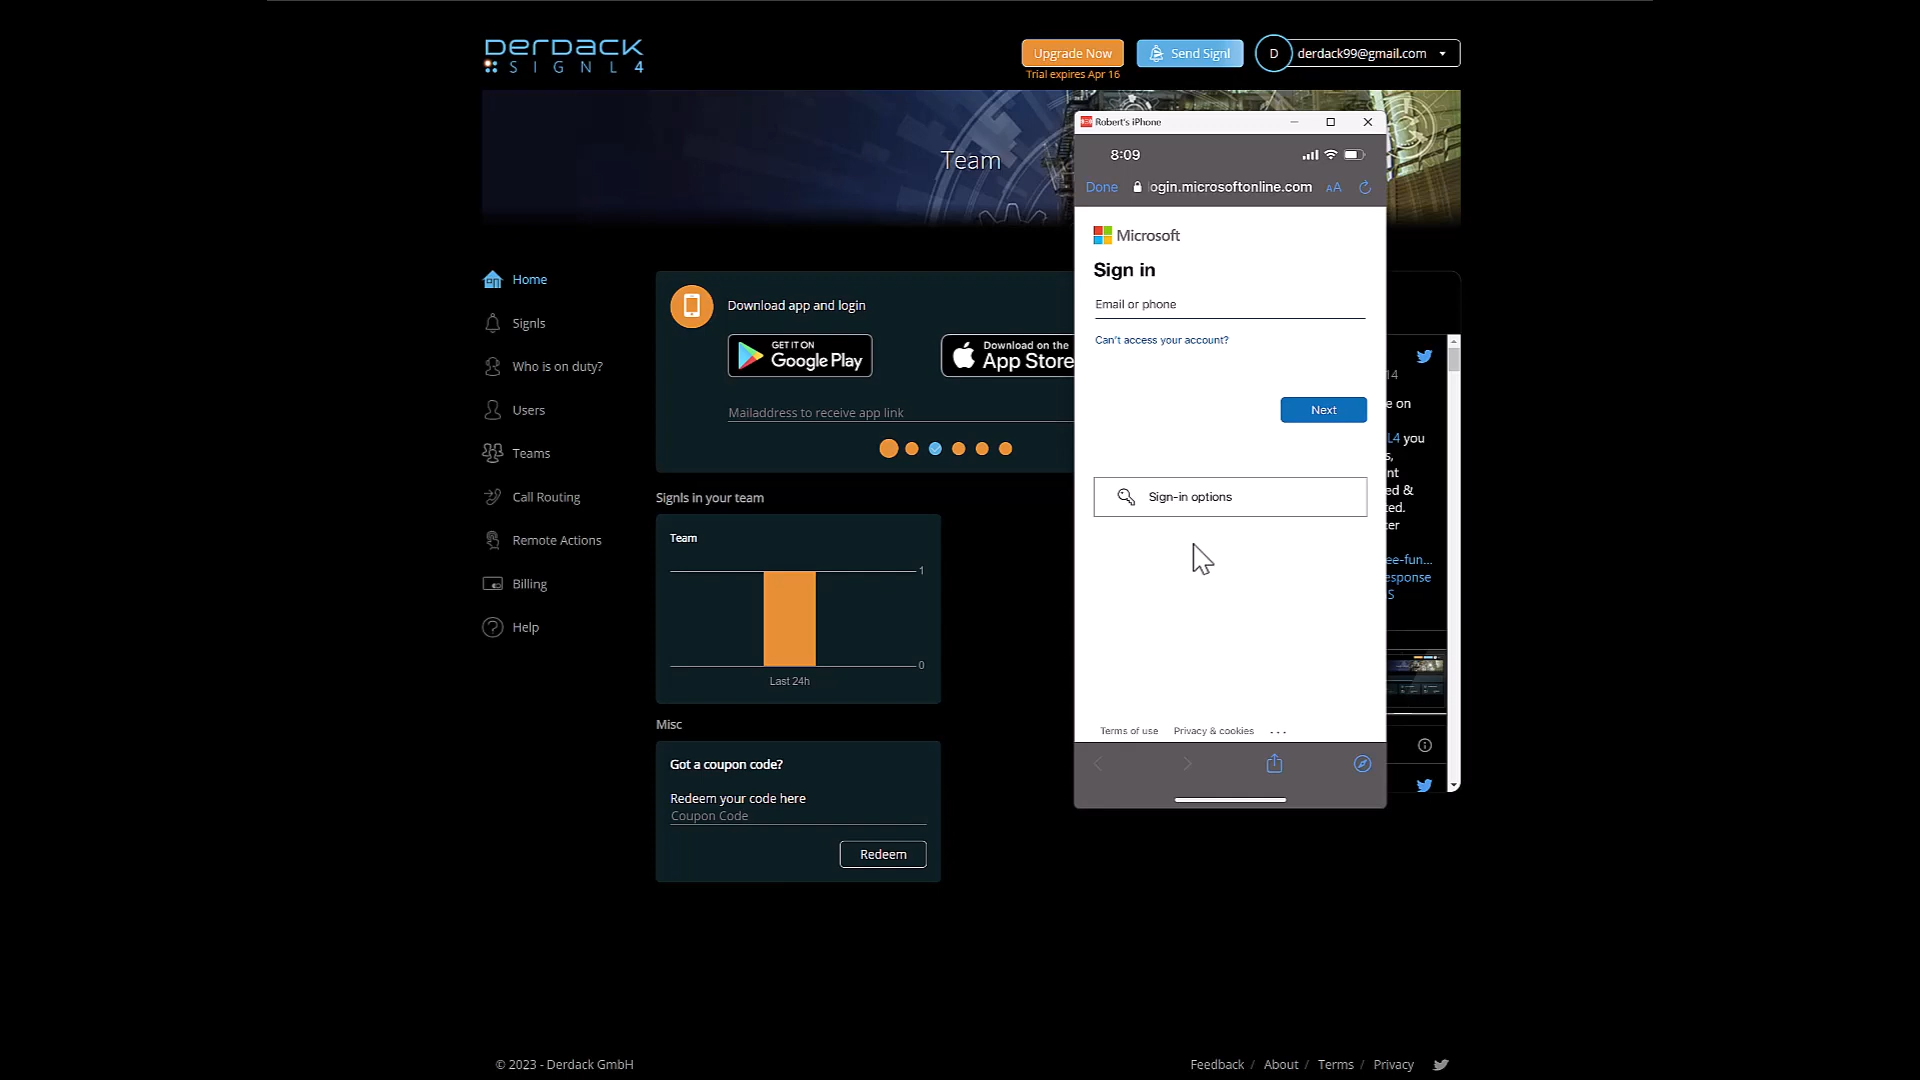 DERDACK
SIGNL4
Upgrade Now
Trial expires Apr 16
Send Signl
D
derdack99@gmail.com
Team
Home
Signls
Who is on duty?
Users
Teams
Call Routing
Remote Actions
Billing
Help
Download app and login
GET IT ON
Google Play
Download on the
App Store
Mailaddress to receive app link
Signls in your team
Team
1
0
Last 24h
Misc
Got a coupon code?
Redeem your code here
Coupon Code
Redeem
Robert's iPhone
8:09
Done
ogin.microsoftonline.com
AA
Microsoft
Sign in
Email or phone
Can't access your account?
Next
Sign-in options
Terms of use
Privacy & cookies
...
14
e on
L4 you
s,
nt
ed &
ted.
ter
ee-fun...
esponse
S
© 2023 - Derdack GmbH
Feedback / About / Terms / Privacy